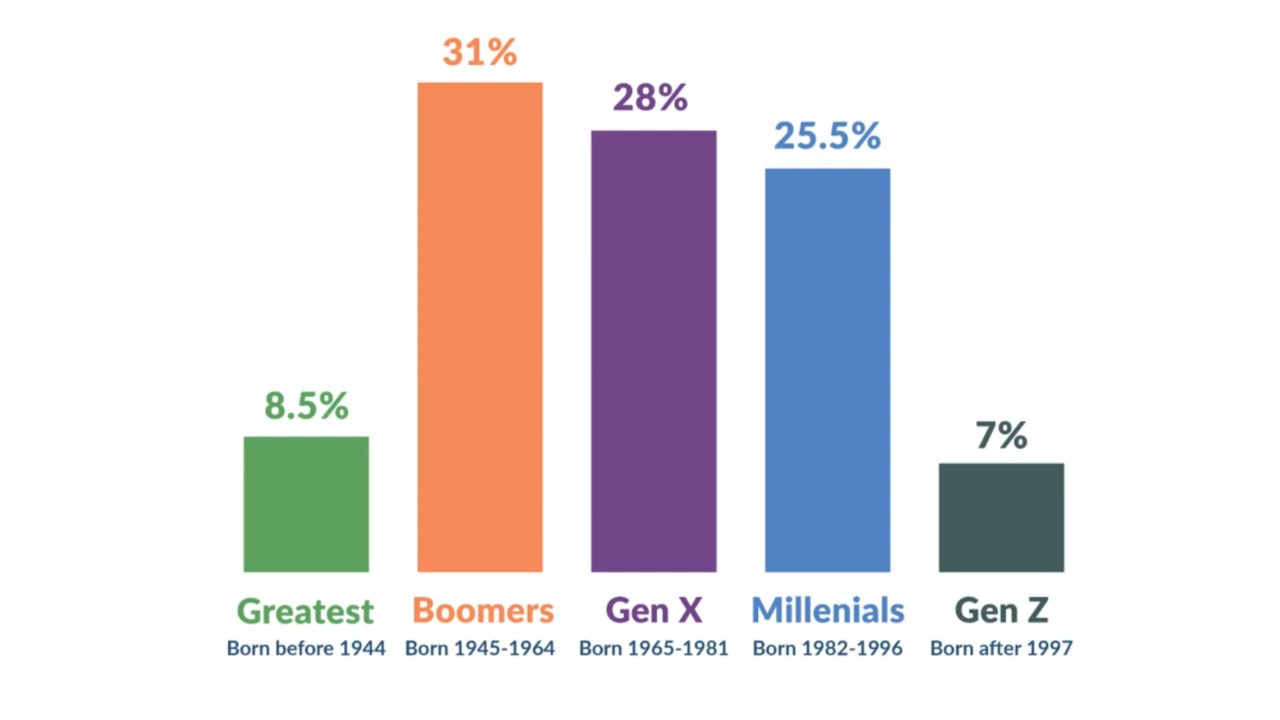 31%
28%
25.5%
8.5%
7%
Greatest Boomers Gen X Millenials Gen Z
Born before 1944 Born 1945-1964 Born 1965-1981 Born 1982-1996 Born after 1997